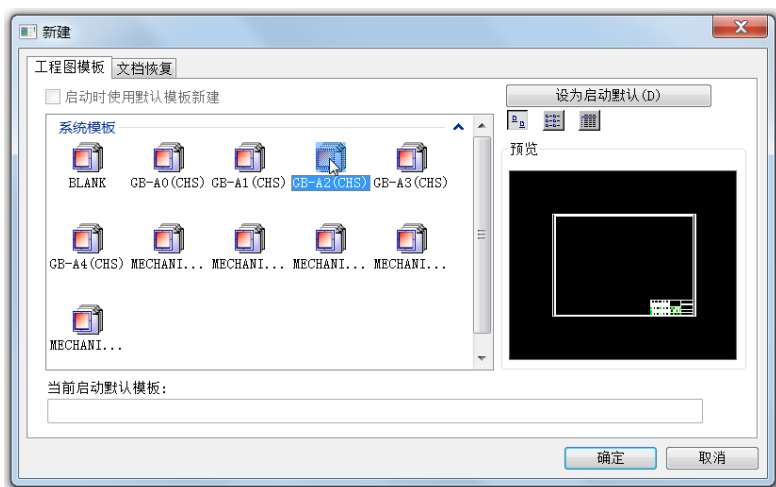 新建
工程图模板 文档恢复
启动时使用默认模板新建
设为启动默认(D)
系统模板
预览
BLANK GB-A0(CHS) GB-A1(CHS) GB-A2(CHS) GB-A3(CHS)
GB-A4(CHS) MECHANI... MECHANI... MECHANI... MECHANI...
MECHANI...
当前启动默认模板:
确定 取消